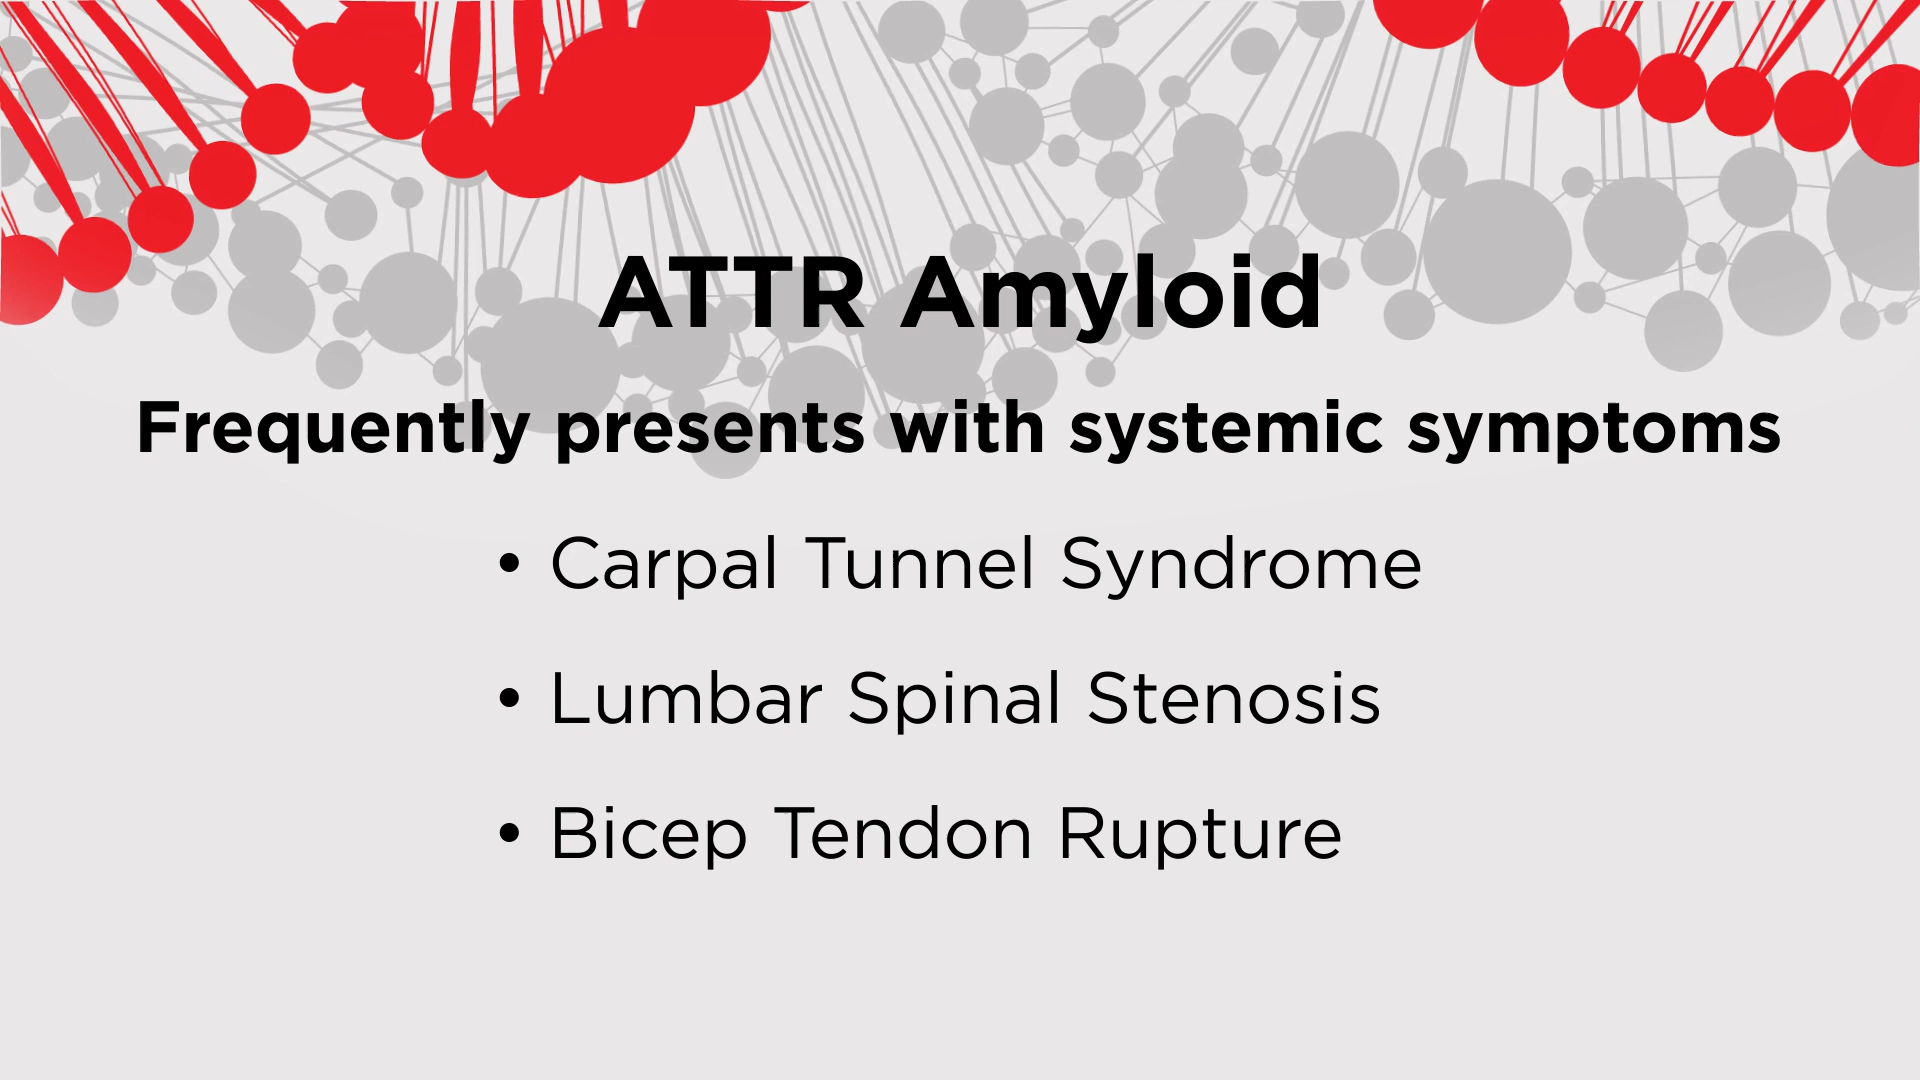 ATTR Amyloid
Frequently presents with systemic symptoms
• Carpal Tunnel Syndrome
• Lumbar Spinal Stenosis
• Bicep Tendon Rupture